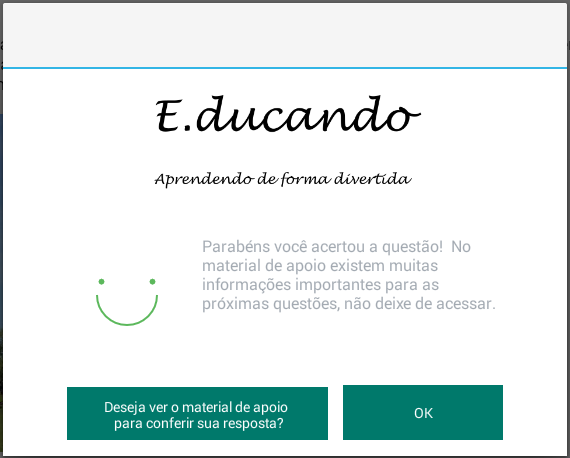 E.ducando
Aprendendo de forma divertida
Parabéns você acertou a questão!  No
material de apoio existem muitas
informações importantes para as
próximas questões, não deixe de acessar.
Deseja ver o material de apoio
para conferir sua resposta?
OK